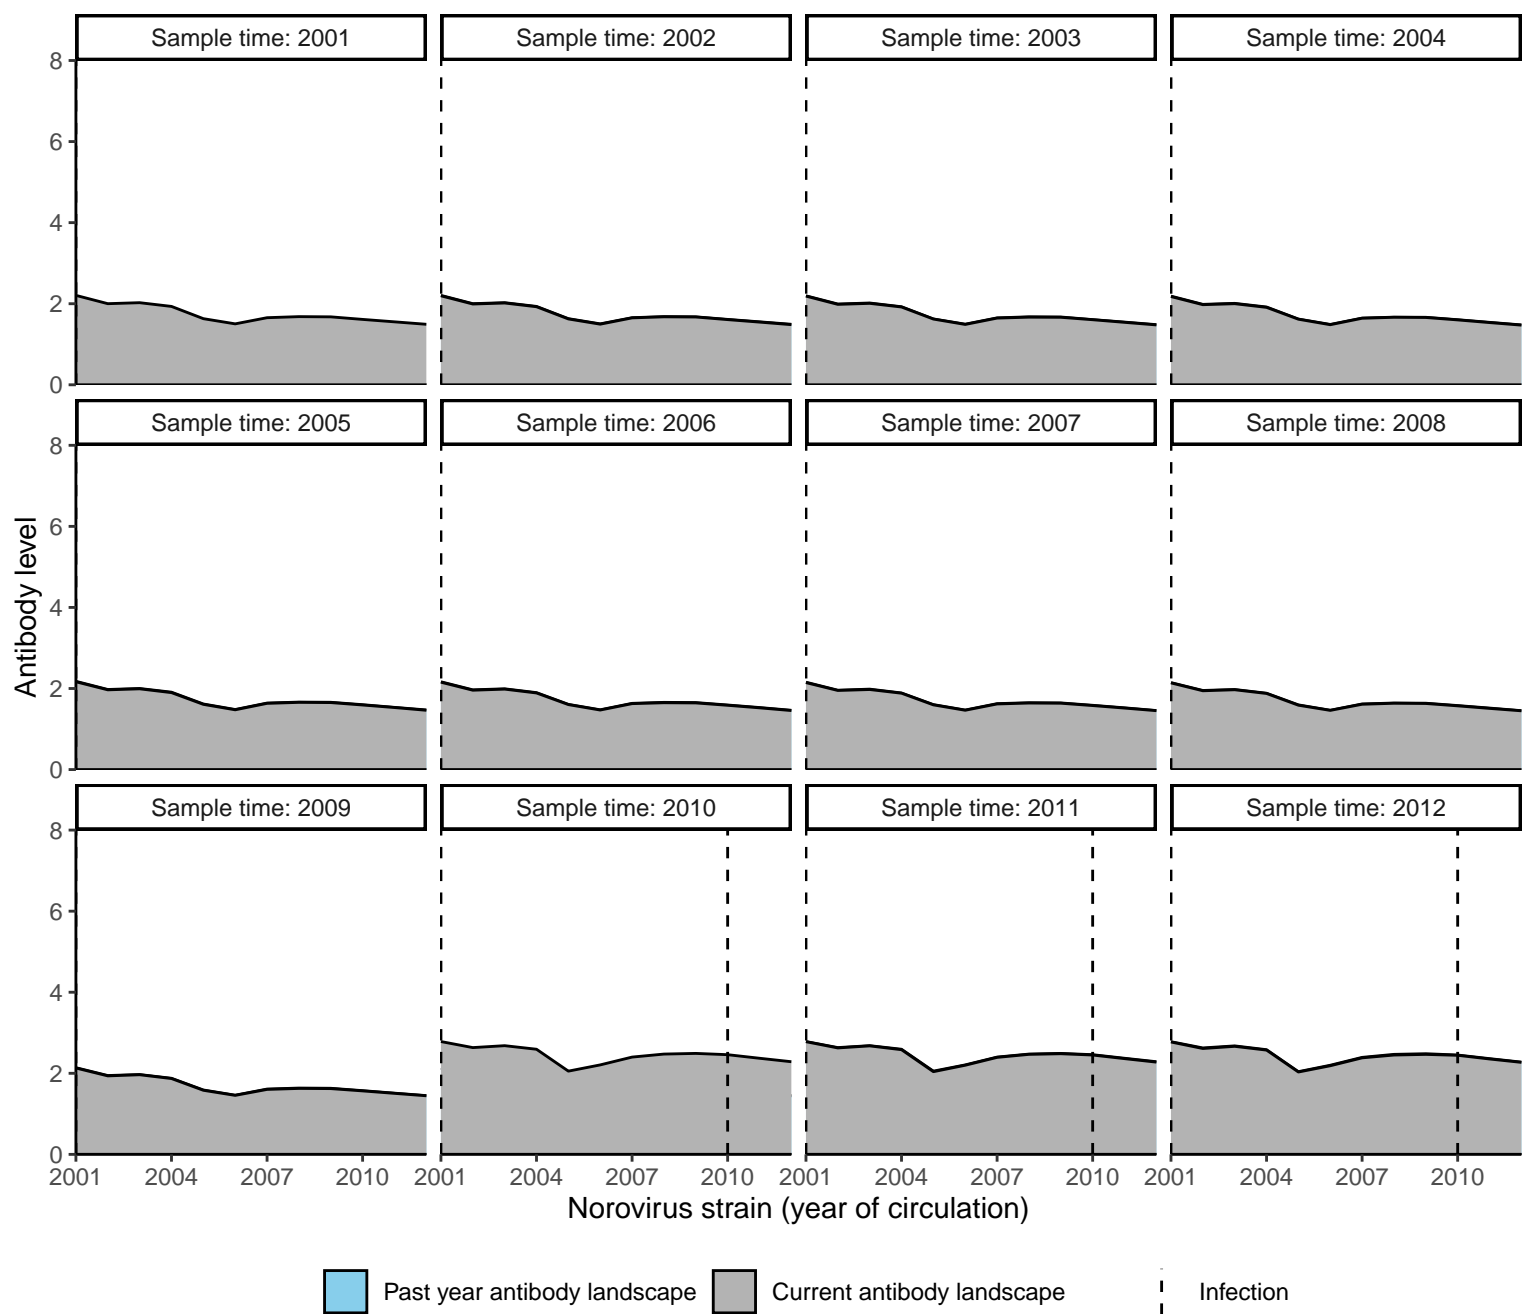 Sample time: 2001
Sample time: 2002
Sample time: 2003
Sample time: 2004
8
6
4
2
0
Sample time: 2005
Sample time: 2006
Sample time: 2007
Sample time: 2008
8
6
4
2
0
Sample time: 2009
Sample time: 2010
Sample time: 2011
Sample time: 2012
8
6
4
2
0
Antibody level
2001 2004 2007 2010
2001 2004 2007 2010
2001 2004 2007 2010
2001 2004 2007 2010
Norovirus strain (year of circulation)
Past year antibody landscape
Current antibody landscape
Infection